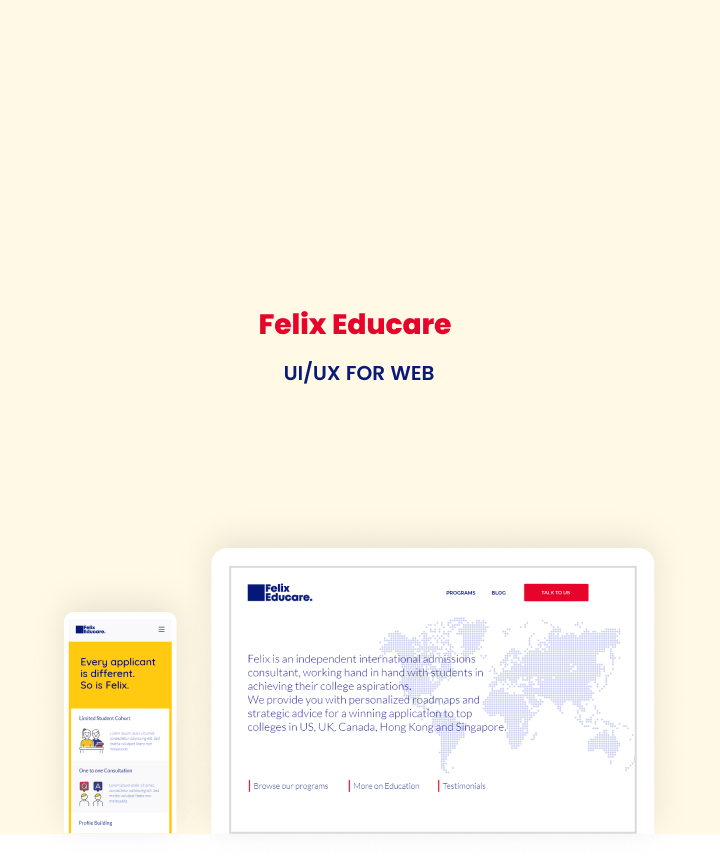 Felix Educare
UI/UX FOR WEB
Felix
Educare.
Every applicant
is different.
So is Felix.
Limited Student Cohort
One to one Consultation
Profile Building
Felix
Educare.
PROGRAMS
BLOG
TALK TO US
Felix is an independent international admissions
consultant, working hand in hand with students in
achieving their college aspirations.
We provide you with personalized roadmaps and
strategic advice for a winning application to top
colleges in US, UK, Canada, Hong Kong and Singapore.
Browse our programs
More on Education
Testimonials